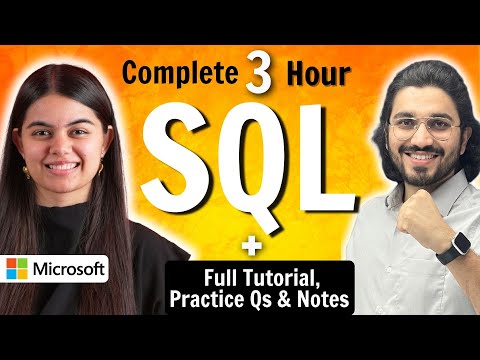 Complete 3 Hour
SQL
+
Microsoft
Full Tutorial,
Practice Qs & Notes